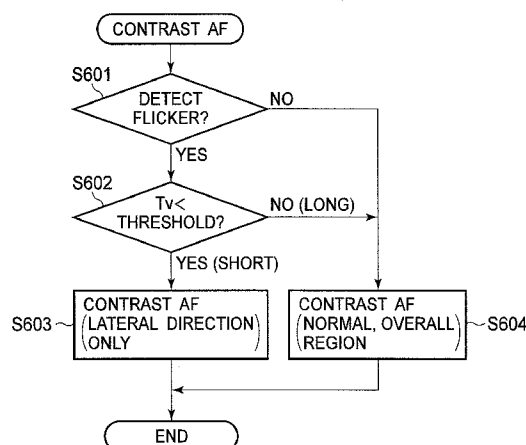 CONTRAST AF
S601
DETECT
FLICKER?
NO
YES
S602
Tv<
THRESHOLD?
NO (LONG)
YES (SHORT)
S603
CONTRAST AF
(LATERAL DIRECTION
ONLY)
CONTRAST AF
(NORMAL, OVERALL
REGION)
S604
END